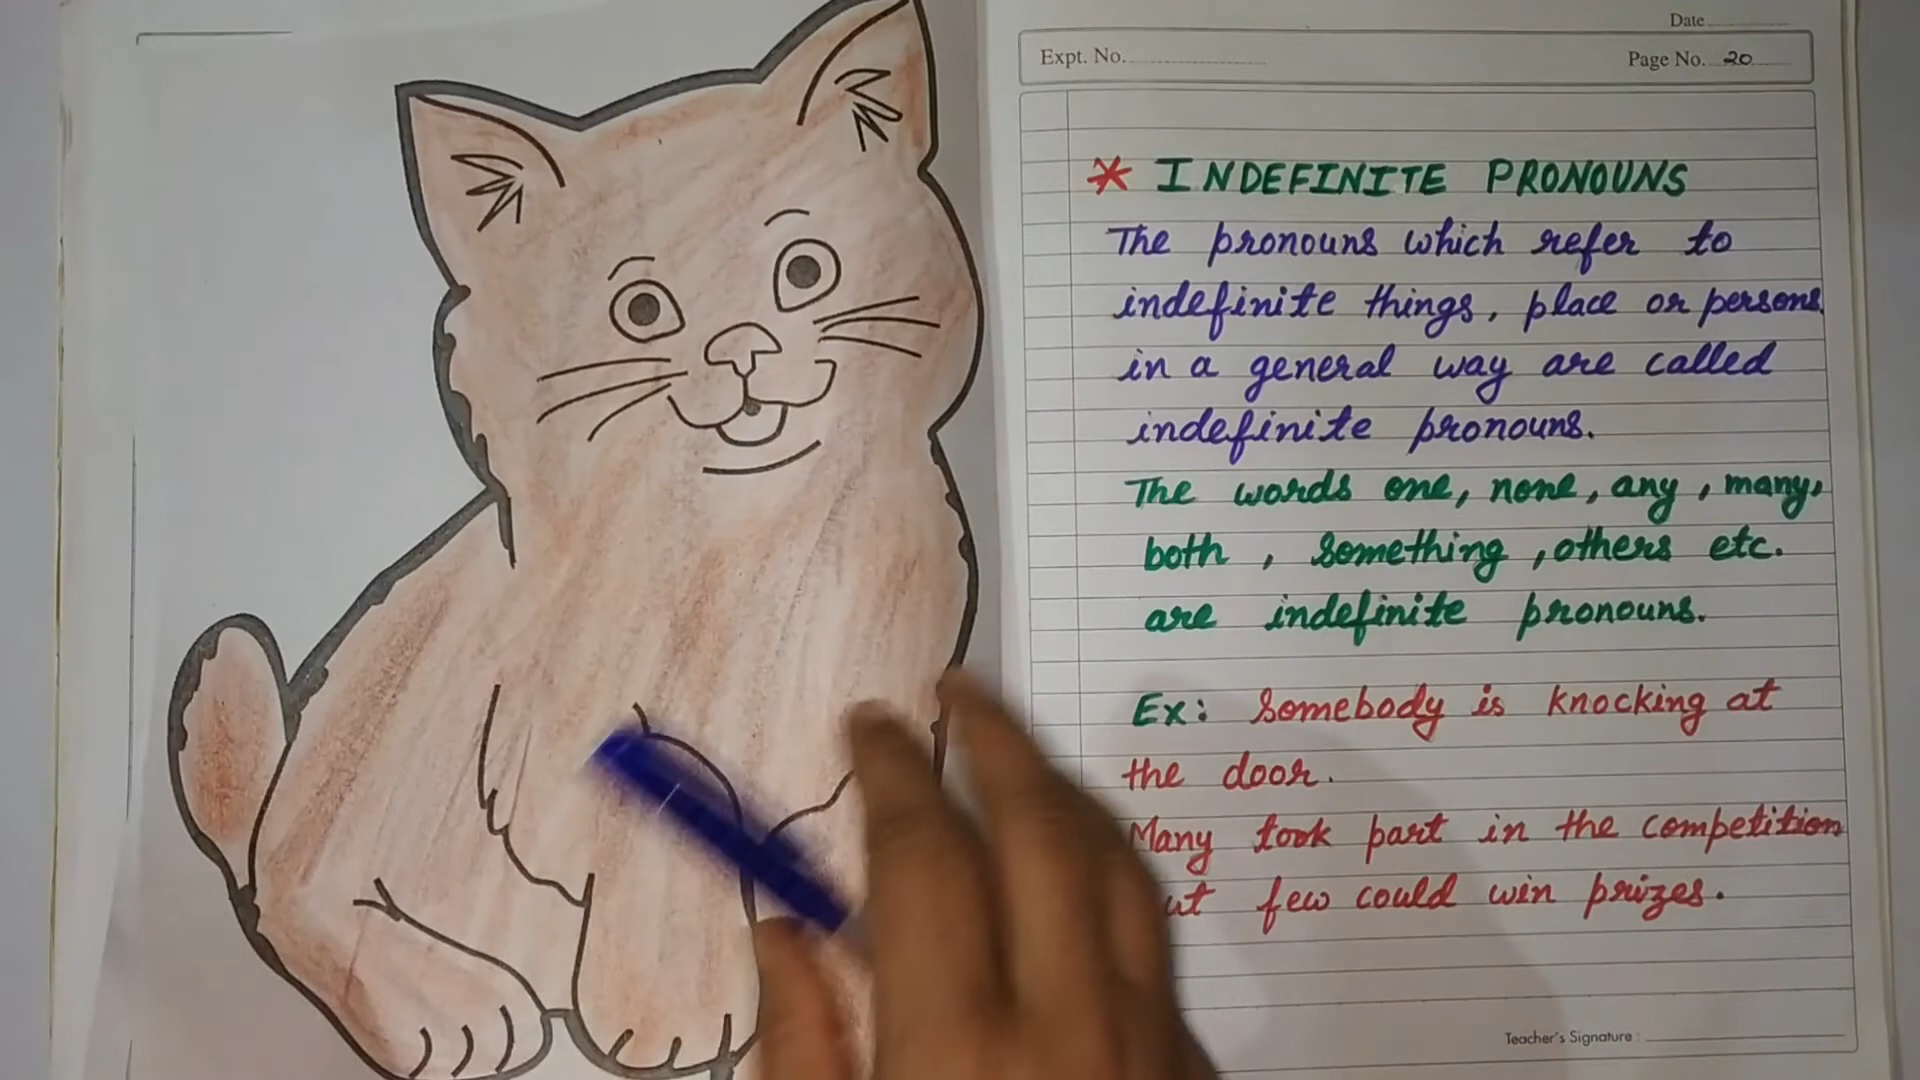 Date
Expt. No.
Page No. 20
* INDEFINITE PRONOUNS
The pronouns which refer to
indefinite things, place or persons
in a general way are called
indefinite pronouns.
The words one, none, any, many,
both, something, others etc.
are indefinite pronouns.
Ex: Somebody is knocking at
the door.
Many took part in the competition
few could win prizes.
Teacher's Signature :